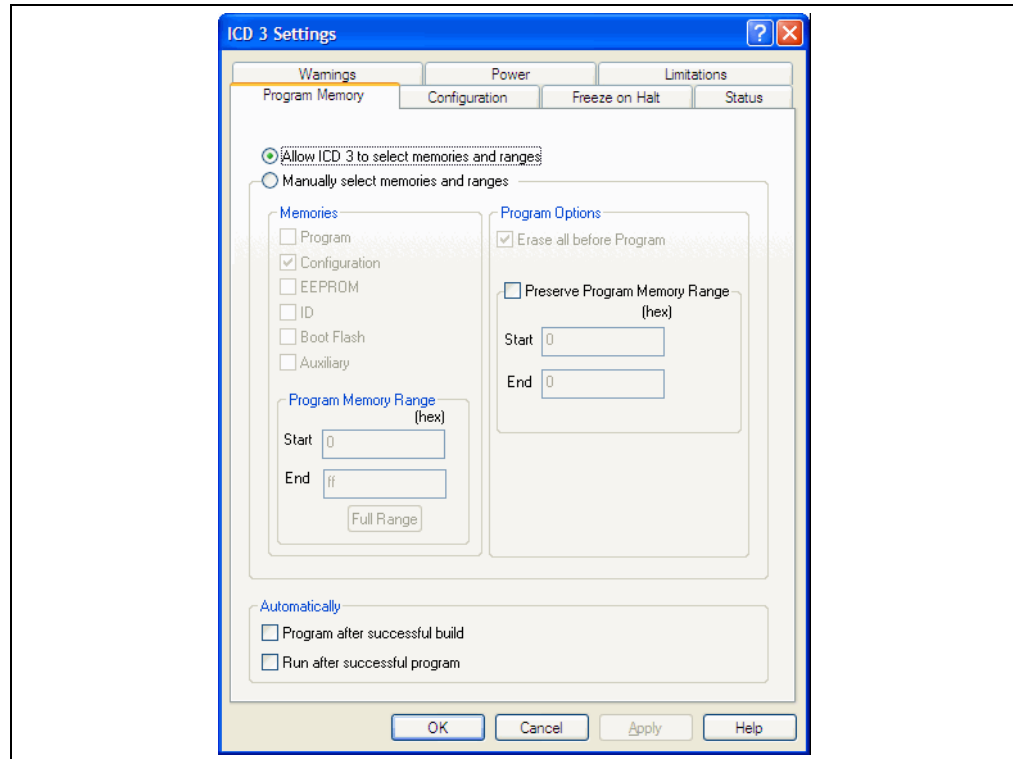 ICD 3 Settings
Warnings Power Limitations
Program Memory Configuration Freeze on Halt Status
Allow ICD 3 to select memories and ranges
Manually select memories and ranges
Memories
Program
Configuration
EEPROM
ID
Boot Flash
Auxiliary
Program Memory Range
(hex)
Start 0
End ff
Full Range
Program Options
Erase all before Program
Preserve Program Memory Range
(hex)
Start 0
End 0
Automatically
Program after successful build
Run after successful program
OK Cancel Apply Help